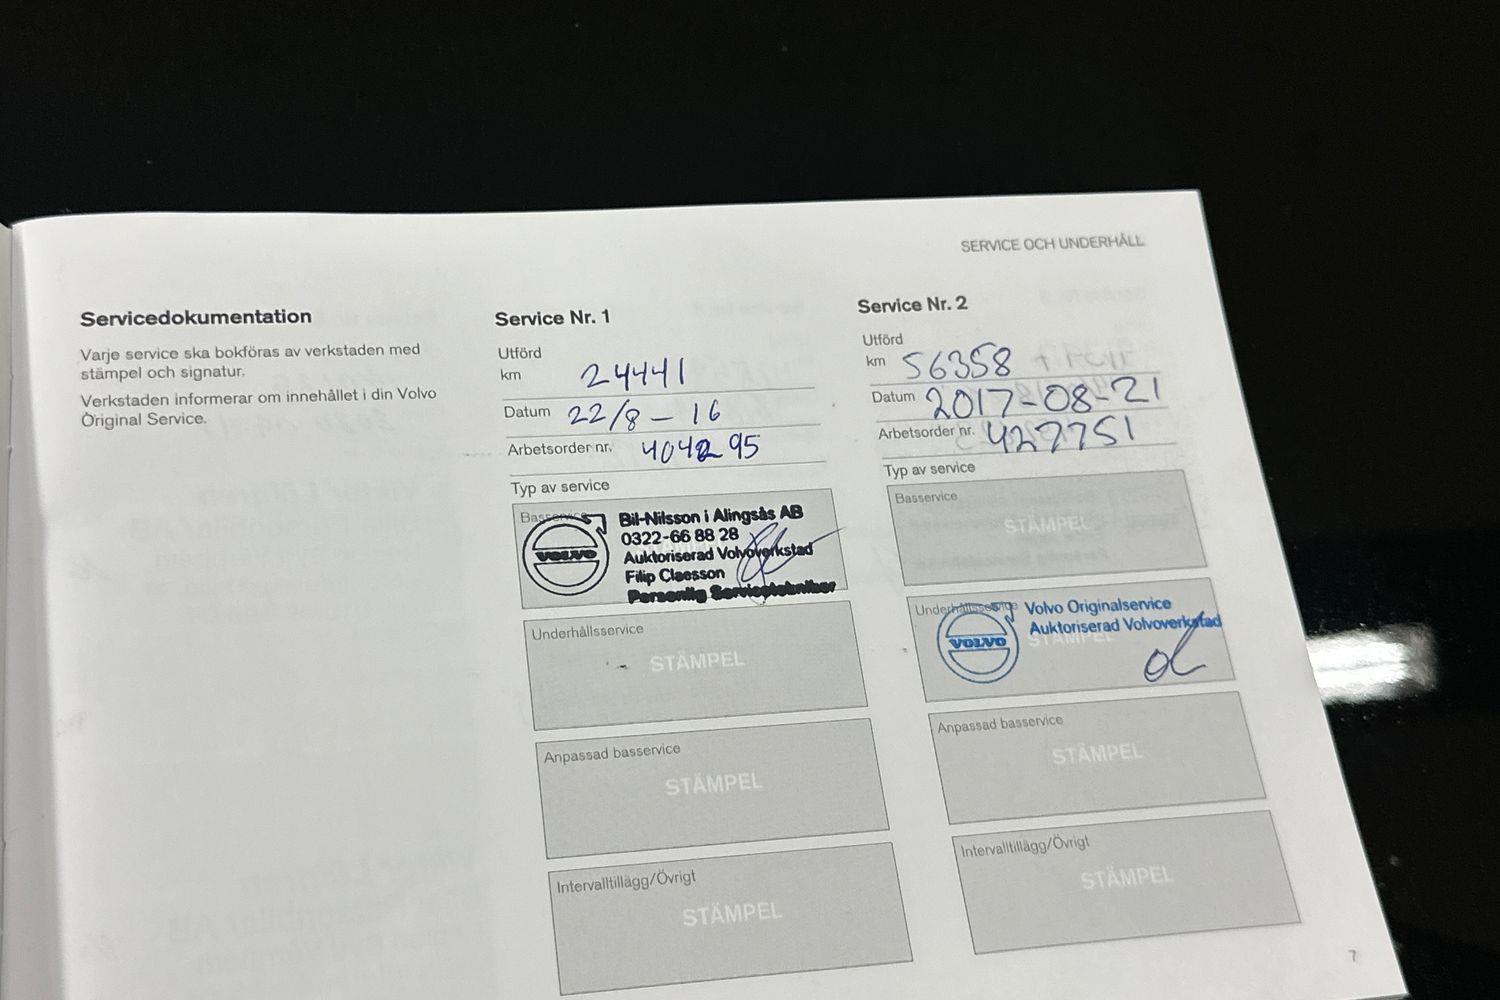 SERVICE OCH UNDERHÅLL
Servicedokumentation
Varje service ska bokföras av verkstaden med
stämpel och signatur.
Verkstaden informerar om innehållet i din Volvo
Original Service.
Service Nr. 1
Utförd
km 24441
Datum 22/8 - 16
Arbetsorder nr. 404295
Typ av service
Basservice
VOLVO
Bil-Nilsson i Alingsås AB
0322-66 88 28
Auktoriserad Volvoverkstad
Filip Claesson
Personlig Servicetekniker
Underhållsservice
STÄMPEL
Anpassad basservice
STÄMPEL
Intervalltillägg/Övrigt
STÄMPEL
Service Nr. 2
Utförd
km 56358
Datum 2017-08-21
Arbetsorder nr. 427751
Typ av service
Basservice
STÄMPEL
Underhållsservice
VOLVO
Volvo Originalservice
Auktoriserad Volvoverkstad
STÄMPEL
Anpassad basservice
STÄMPEL
Intervalltillägg/Övrigt
STÄMPEL
7